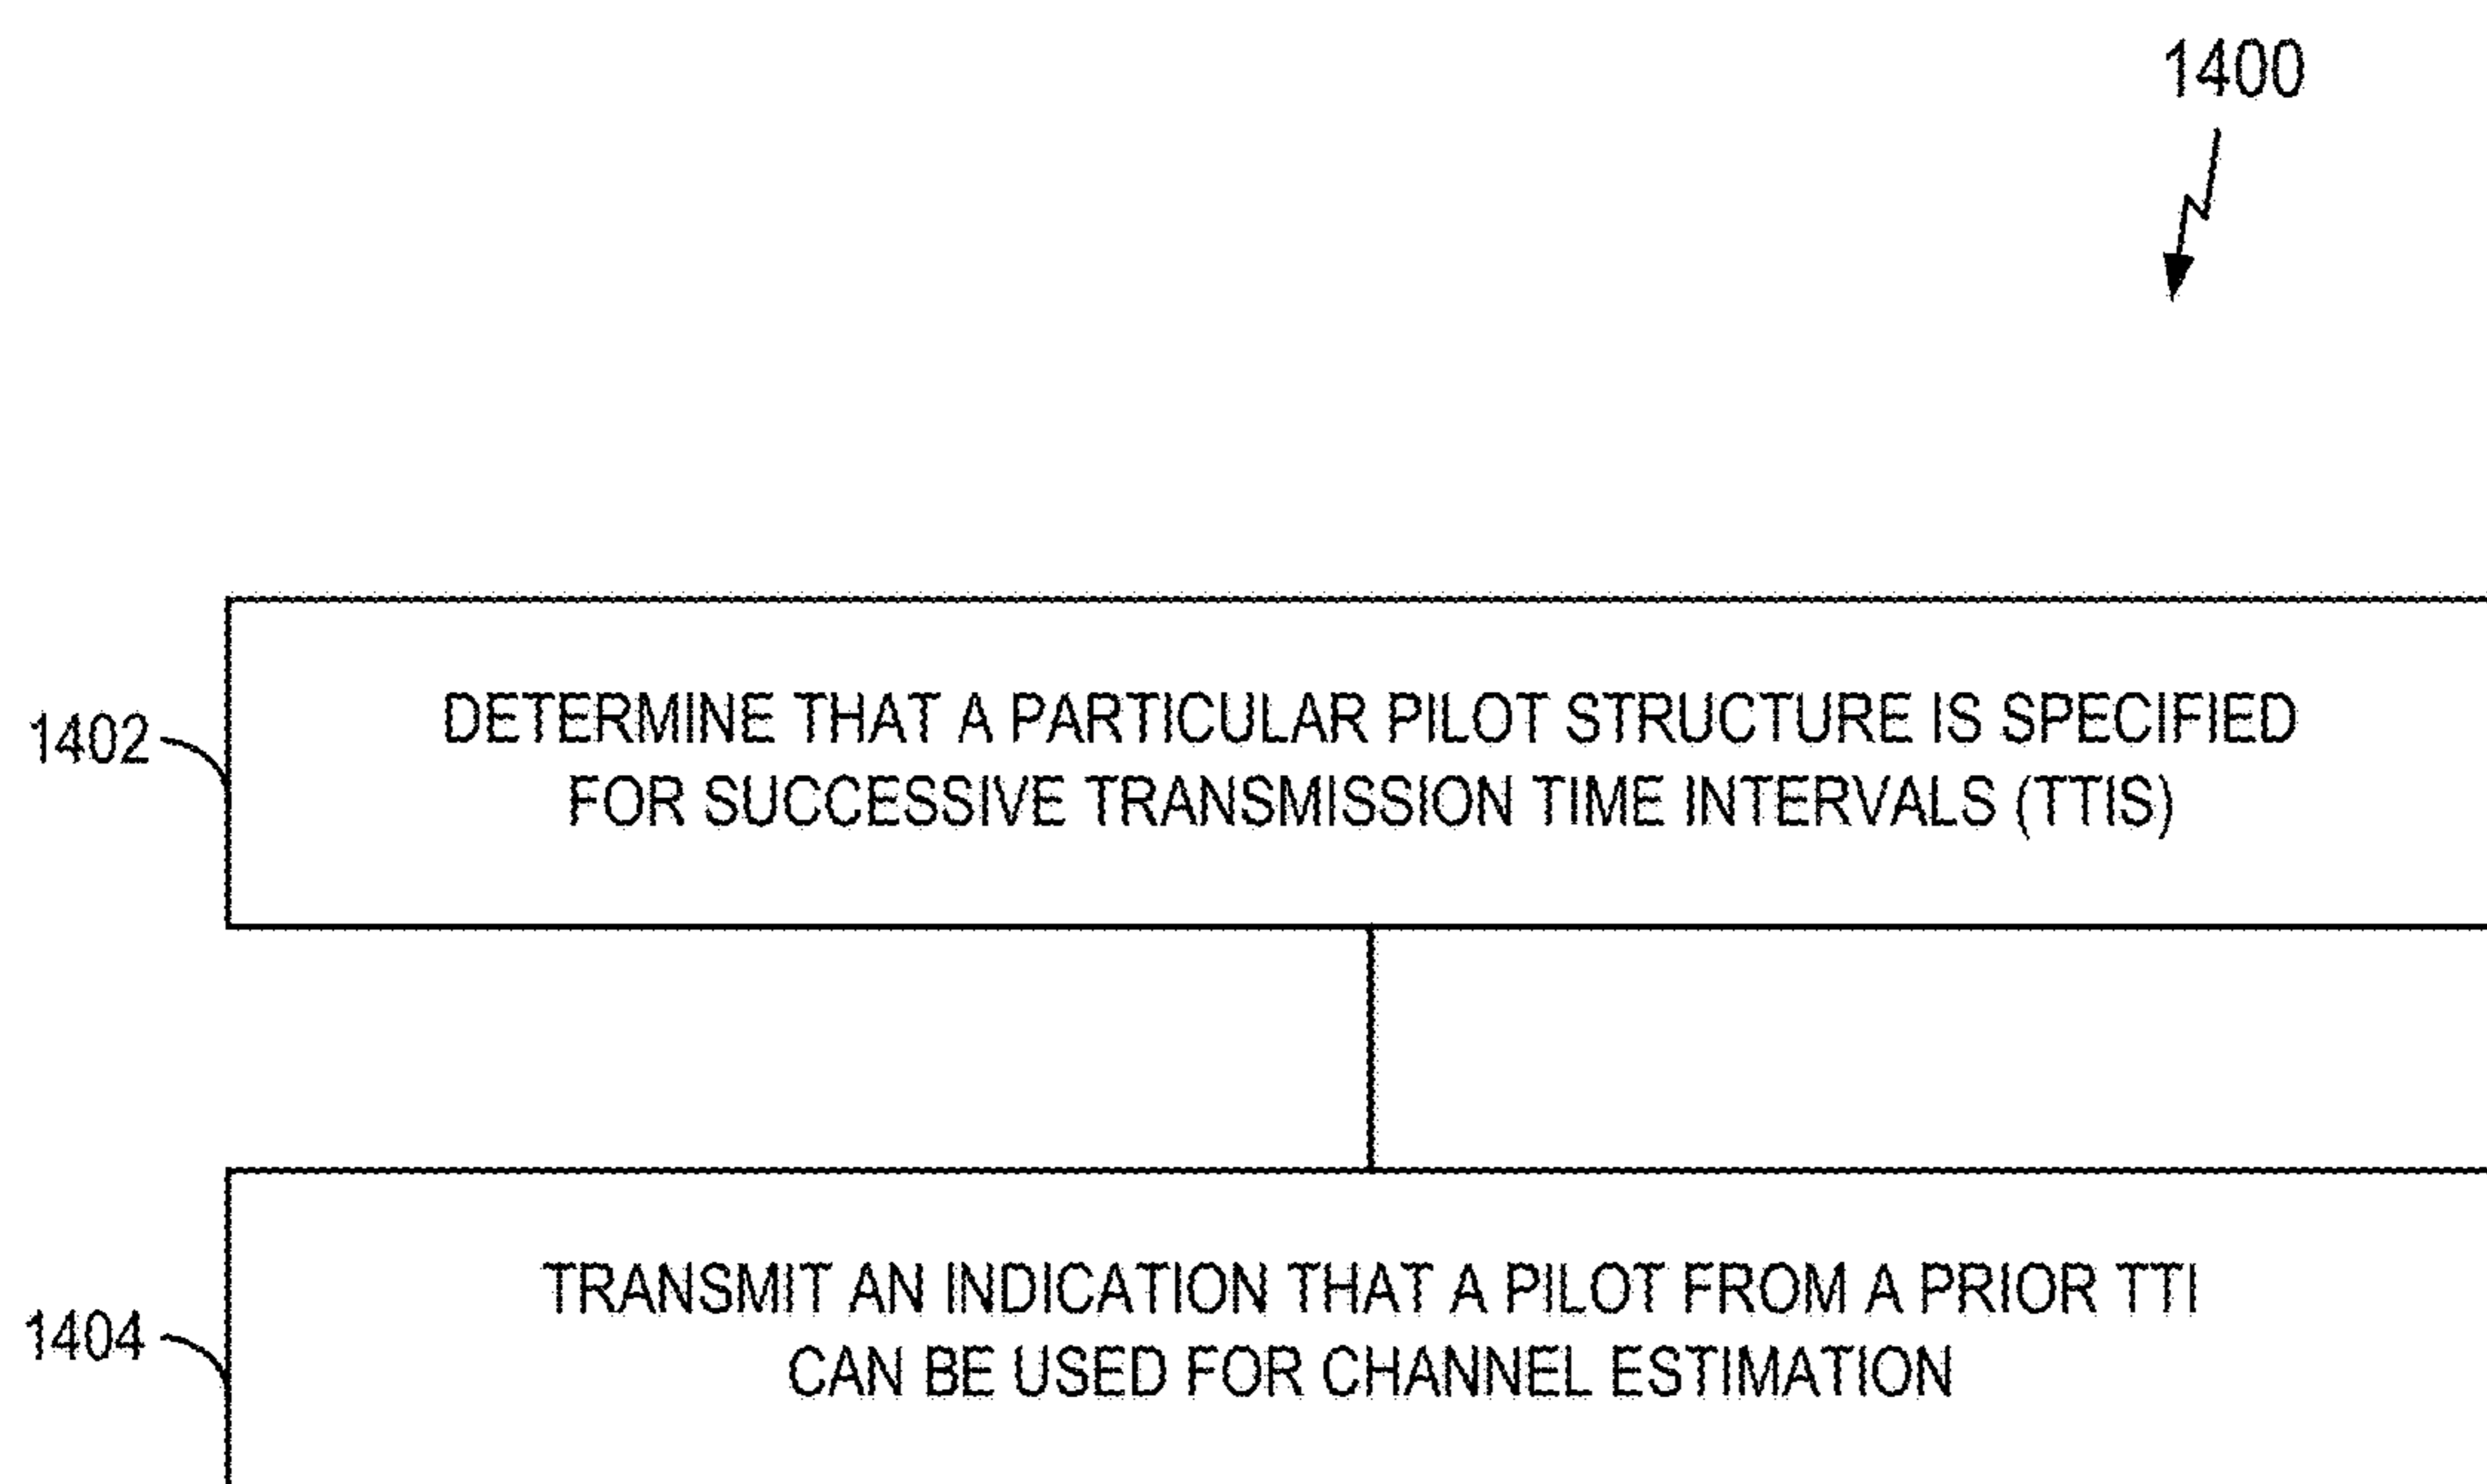 1400
1402
DETERMINE THAT A PARTICULAR PILOT STRUCTURE IS SPECIFIED
FOR SUCCESSIVE TRANSMISSION TIME INTERVALS (TTIS)
1404
TRANSMIT AN INDICATION THAT A PILOT FROM A PRIOR TTI
CAN BE USED FOR CHANNEL ESTIMATION